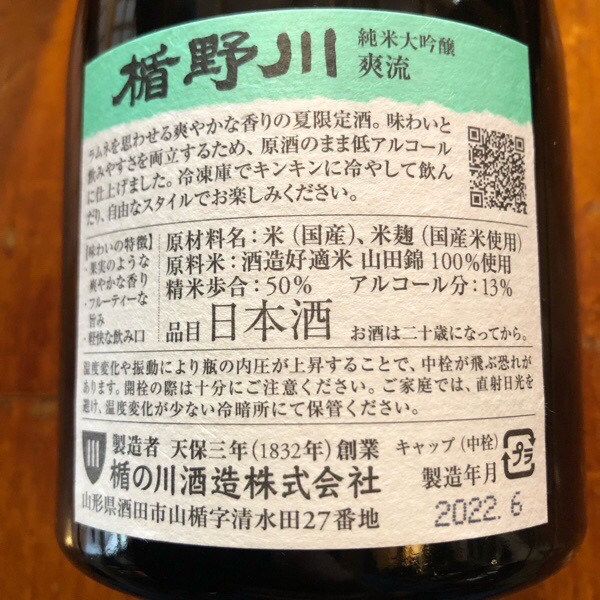 楯野川
純米大吟醸
爽流
ラムネを思わせる爽やかな香りの夏限定酒。味わいと
飲みやすさを両立するため、原酒のまま低アルコール
に仕上げました。冷凍庫でキンキンに冷やして飲ん
だり、自由なスタイルでお楽しみください。
【味わいの特徴】
・果実のような
爽やかな香り
・フルーティーな
旨み
・軽快な飲み口
原材料名：米（国産）、米麹（国産米使用）
原料米：酒造好適米 山田錦 100%使用
精米歩合：50% アルコール分：13%
品目 日本酒 お酒は二十歳になってから。
温度変化や振動により瓶の内圧が上昇することで、中栓が飛ぶ恐れが
あります。開栓の際は十分にご注意ください。ご家庭では、直射日光を
避け、温度変化が少ない冷暗所にて保管ください。
川
製造者 天保三年（1832年）創業
楯の川酒造株式会社
山形県酒田市山楯字清水田27番地
キャップ（中栓）
プラ
製造年月
2022. 6